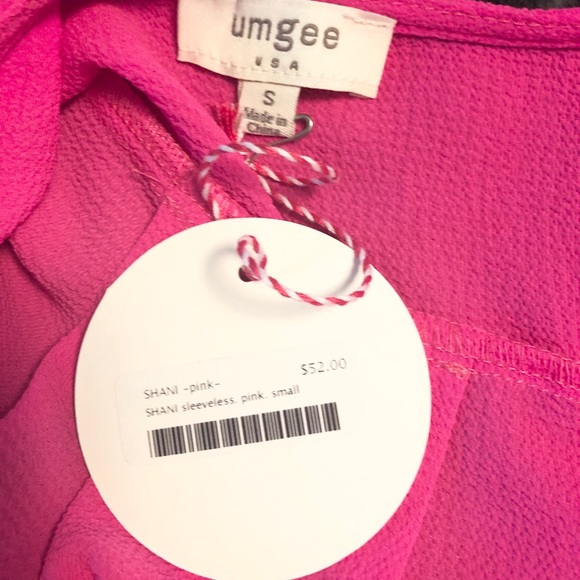 umgee
USA
S
Made in
China
$52.00
SHANI -pink-
SHANI sleeveless. pink. small